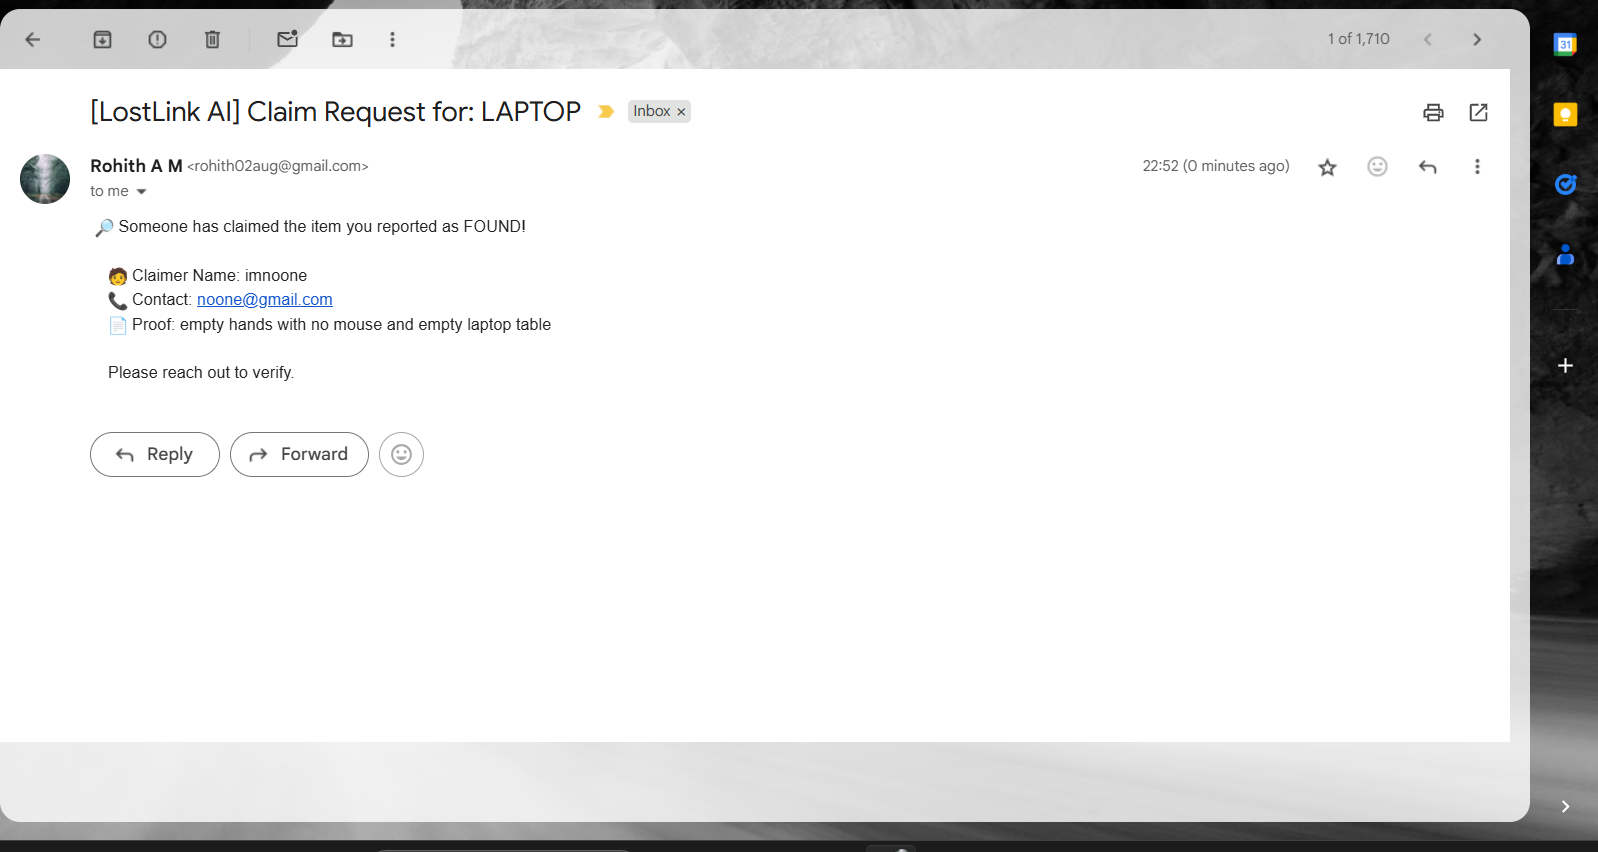 1 of 1,710
31
[LostLink AI] Claim Request for: LAPTOP Inbox ×
Rohith A M <rohith02aug@gmail.com> 22:52 (0 minutes ago)
to me
🔎 Someone has claimed the item you reported as FOUND!
🧑 Claimer Name: imnoone
📞 Contact: noone@gmail.com
📄 Proof: empty hands with no mouse and empty laptop table
Please reach out to verify.
Reply Forward